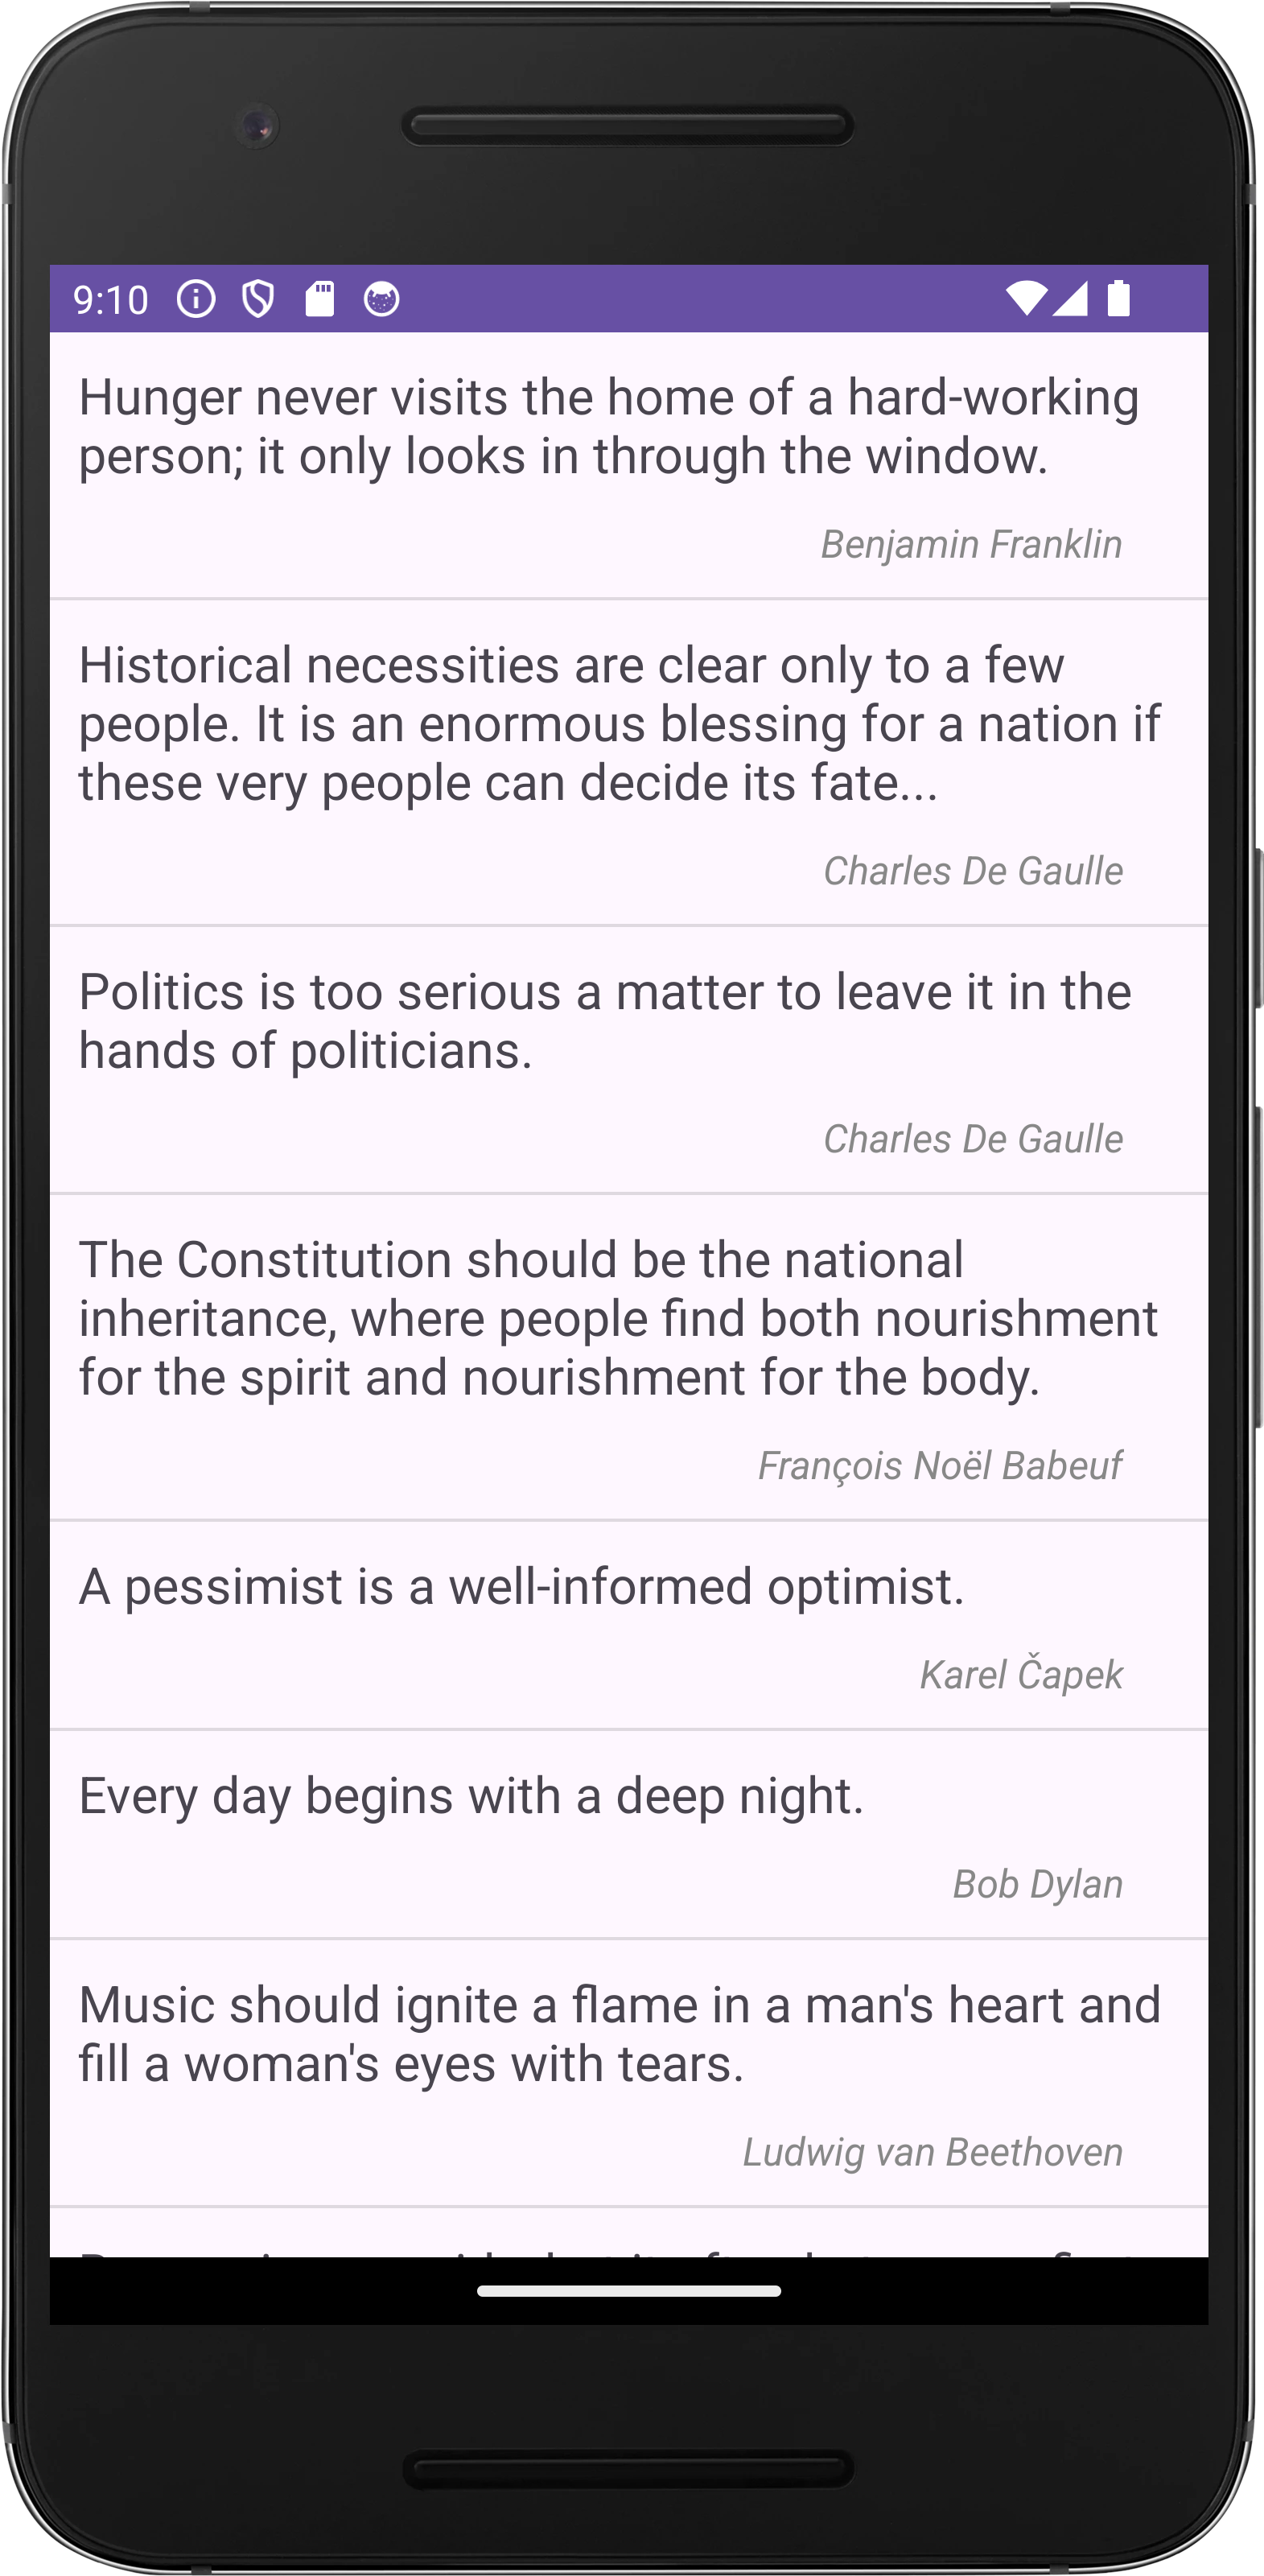 9:10
Hunger never visits the home of a hard-working
person; it only looks in through the window.
Benjamin Franklin
Historical necessities are clear only to a few
people. It is an enormous blessing for a nation if
these very people can decide its fate...
Charles De Gaulle
Politics is too serious a matter to leave it in the
hands of politicians.
Charles De Gaulle
The Constitution should be the national
inheritance, where people find both nourishment
for the spirit and nourishment for the body.
François Noël Babeuf
A pessimist is a well-informed optimist.
Karel Čapek
Every day begins with a deep night.
Bob Dylan
Music should ignite a flame in a man's heart and
fill a woman's eyes with tears.
Ludwig van Beethoven